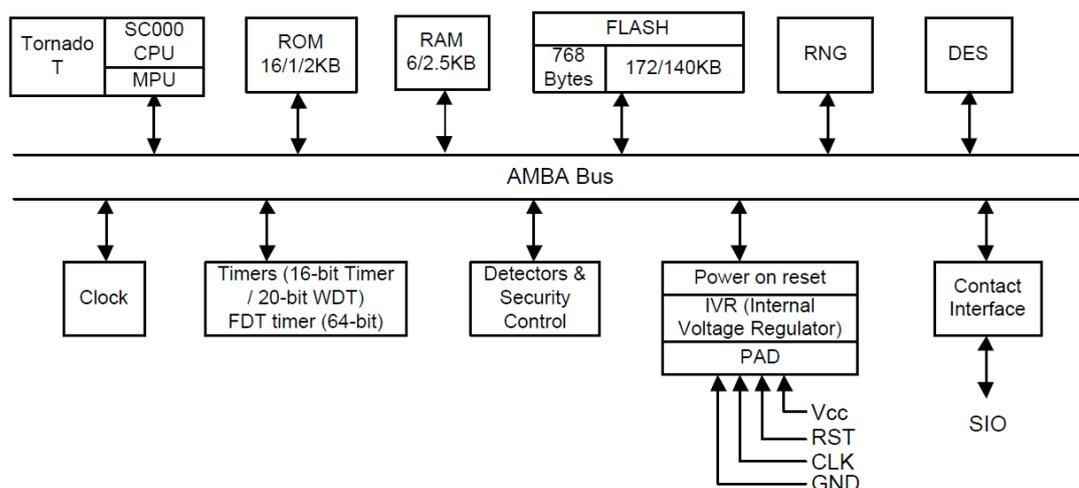 Tornado
T
SC000
CPU
MPU
ROM
16/1/2KB
RAM
6/2.5KB
FLASH
768
Bytes
172/140KB
RNG
DES
AMBA Bus
Clock
Timers (16-bit Timer
/ 20-bit WDT)
FDT timer (64-bit)
Detectors &
Security
Control
Power on reset
IVR (Internal
Voltage Regulator)
PAD
Contact
Interface
Vcc
RST
CLK
GND
SIO